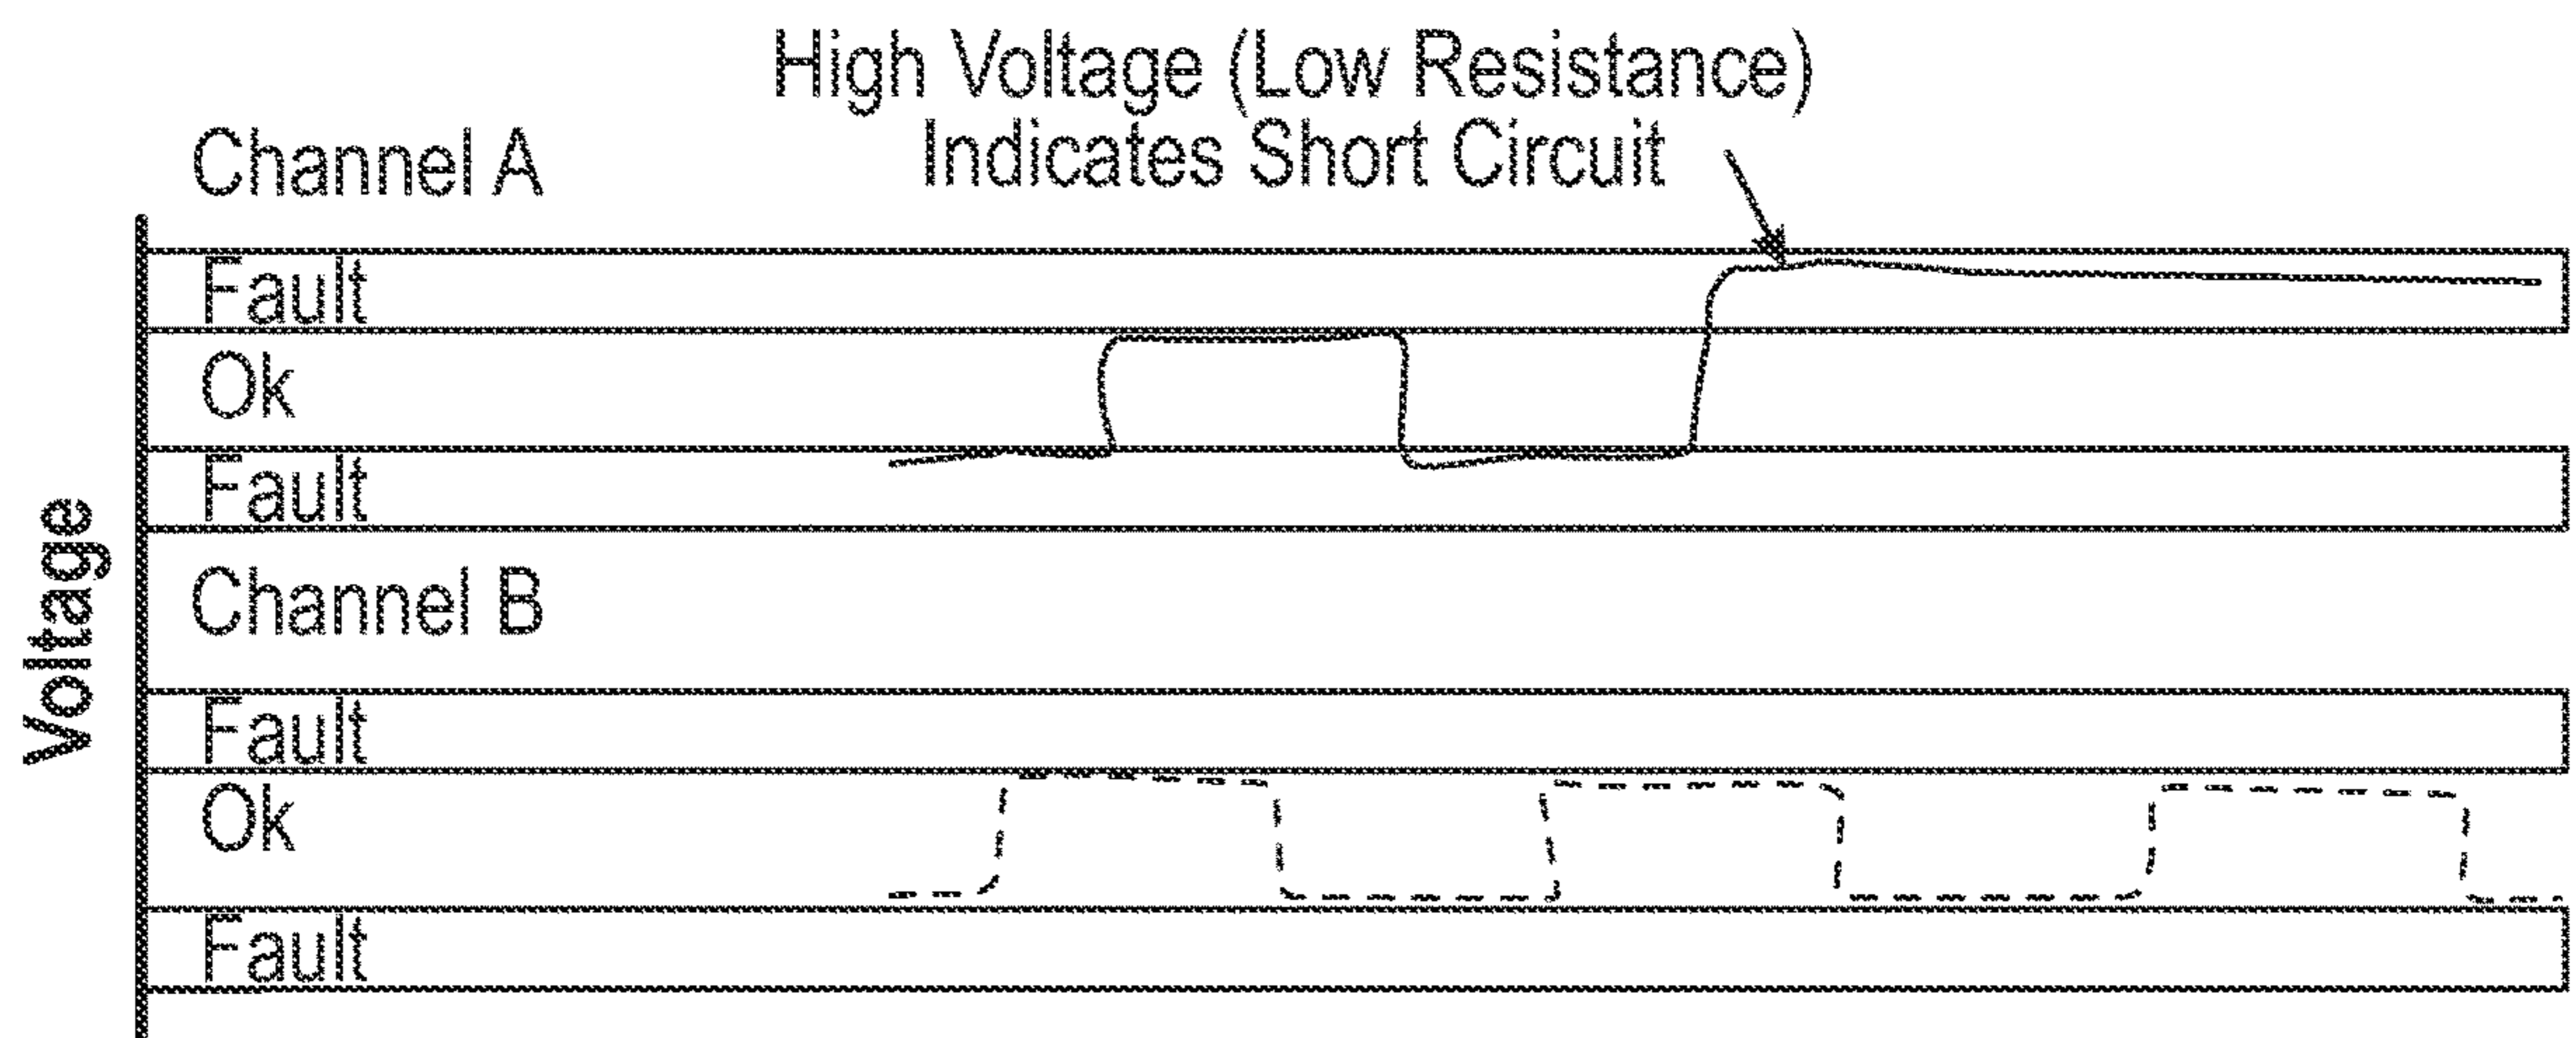 High Voltage (Low Resistance)
Indicates Short Circuit
Channel A
Fault
Ok
Fault
Voltage
Channel B
Fault
Ok
Fault